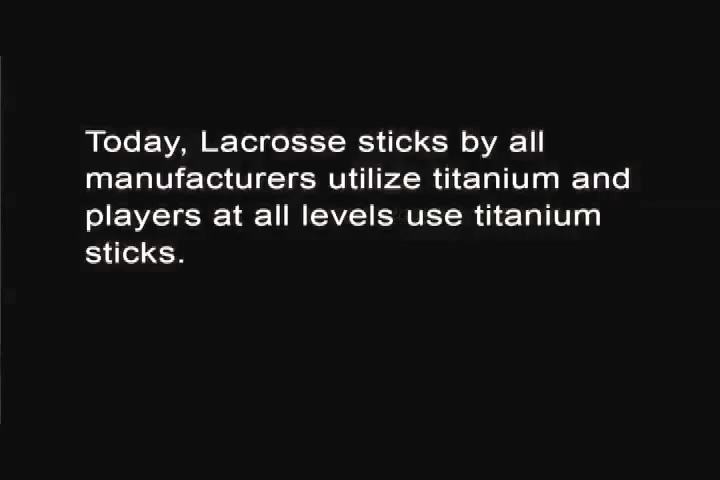 Today, Lacrosse sticks by all
manufacturers utilize titanium and
players at all levels use titanium
sticks.